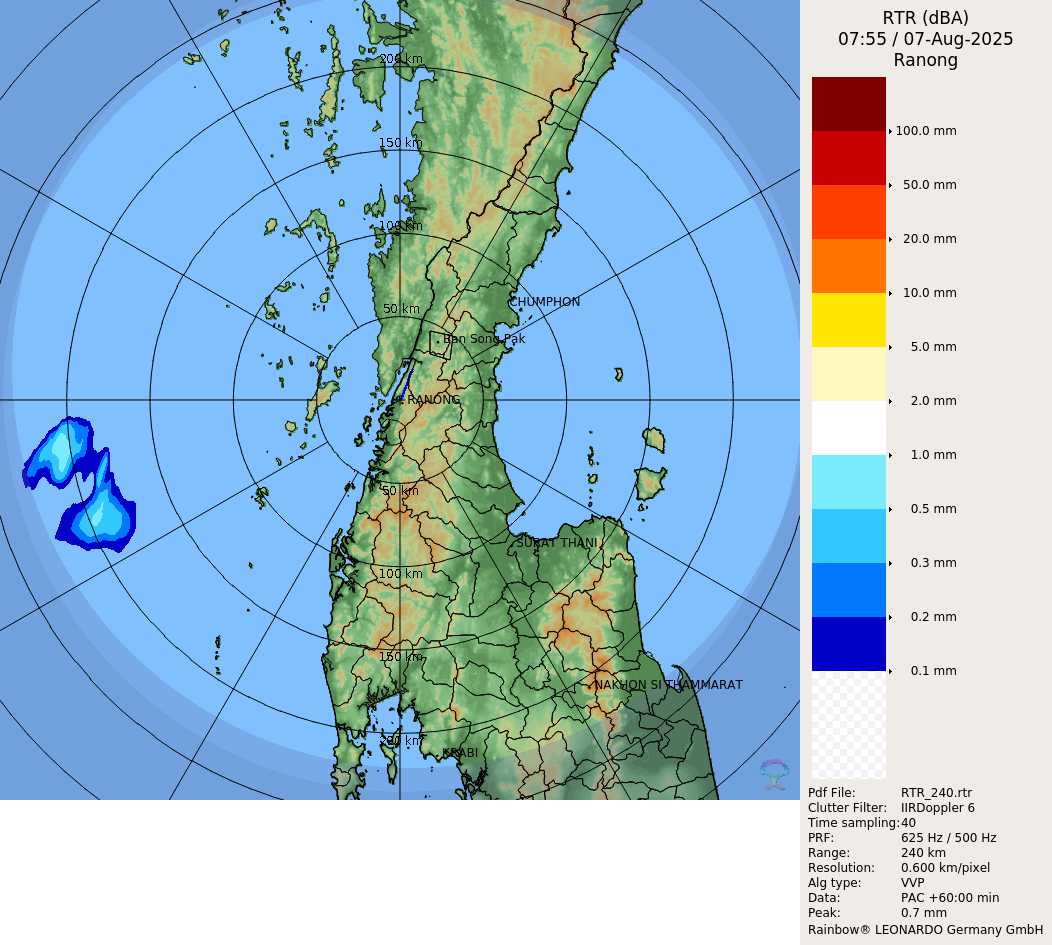 RTR (dBA)
07:55 / 07-Aug-2025
Ranong
100.0 mm
50.0 mm
20.0 mm
10.0 mm
5.0 mm
2.0 mm
1.0 mm
0.5 mm
0.3 mm
0.2 mm
0.1 mm
Pdf File: RTR_240.rtr
Clutter Filter: IIRDoppler 6
Time sampling: 40
PRF: 625 Hz / 500 Hz
Range: 240 km
Resolution: 0.600 km/pixel
Alg type: VVP
Data: PAC +60:00 min
Peak: 0.7 mm
Rainbow® LEONARDO Germany GmbH
200 km
150 km
100 km
CHUMPHON
50 km
Ban Song Pak
RANONG
50 km
SURAT THANI
100 km
150 km
NAKHON SI THAMMARAT
200 km
KRABI